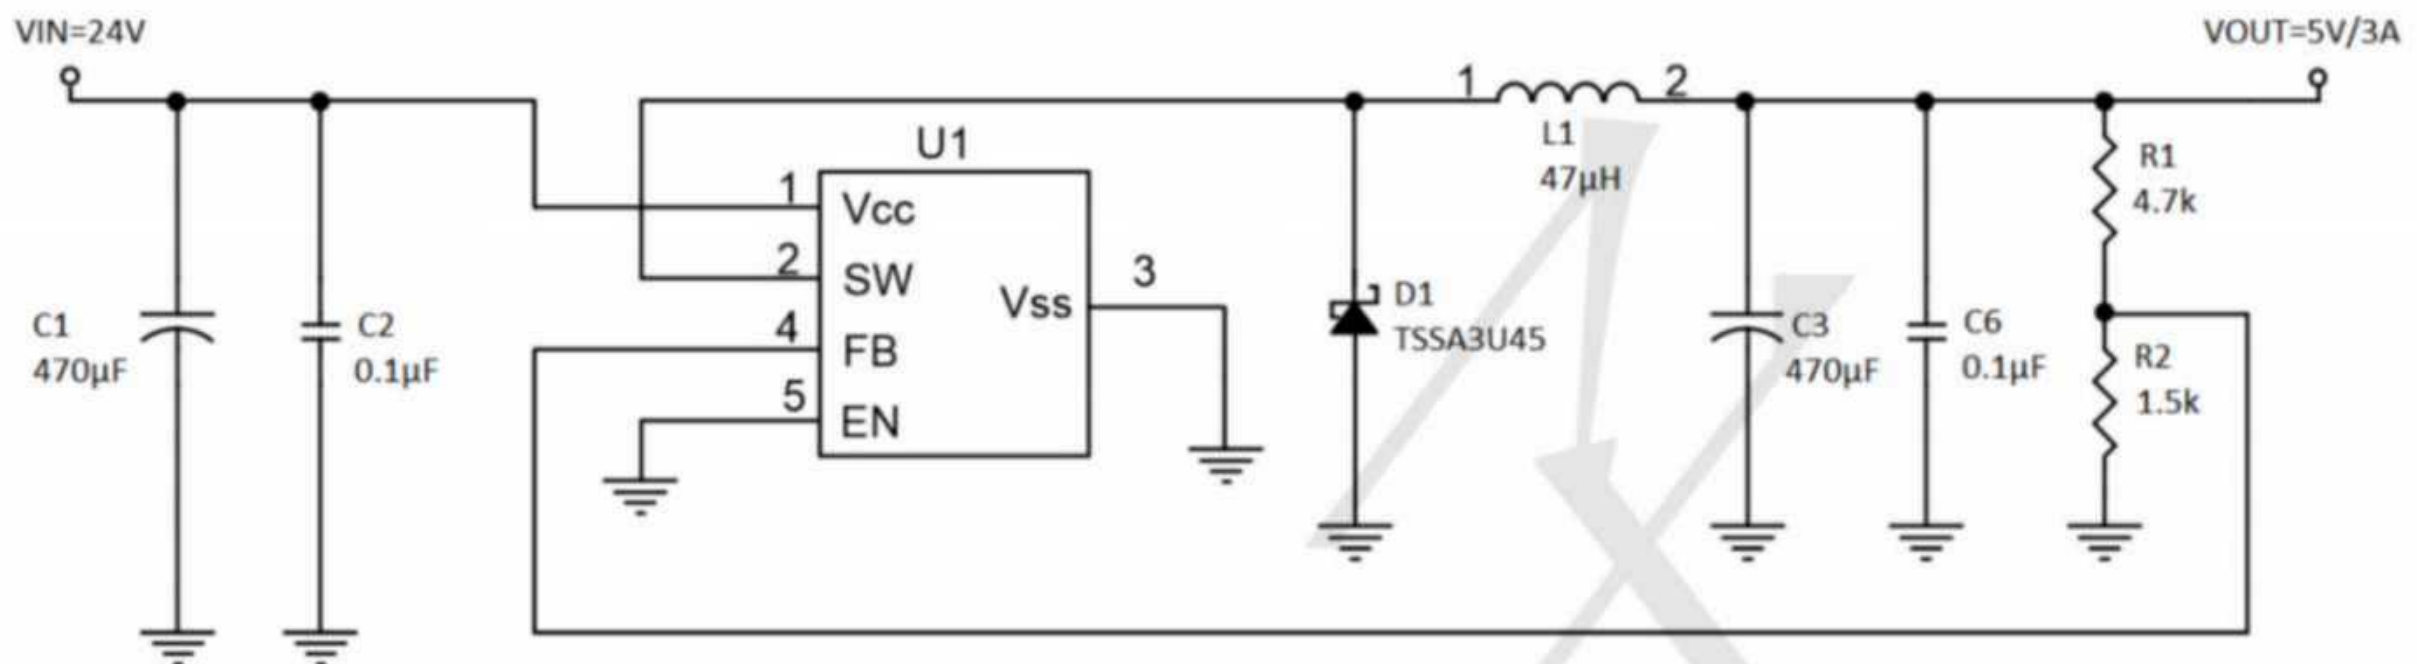 VIN=24V
VOUT=5V/3A
1
2
L1
47μH
U1
1
Vcc
2
SW
4
FB
5
EN
Vss
3
C1
470μF
C2
0.1μF
D1
TSSA3U45
C3
470μF
C6
0.1μF
R1
4.7k
R2
1.5k